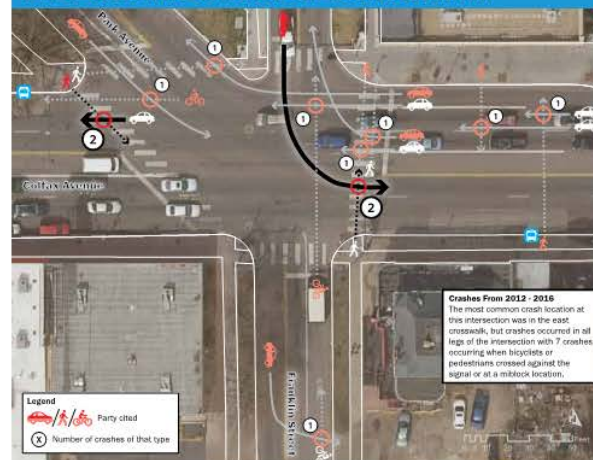 Park Avenue
1
1
1
1
1
1
2
1
1
Colfax Avenue
2
Crashes From 2012 - 2016
The most common crash location at
this intersection was in the east
crosswalk, but crashes occurred in all
legs of the intersection with 7 crashes
occurring when bicyclists or
pedestrians crossed against the
signal or at a miblock location.
Franklin Street
1
Legend
/ / Party cited
X Number of crashes of that type
Feet